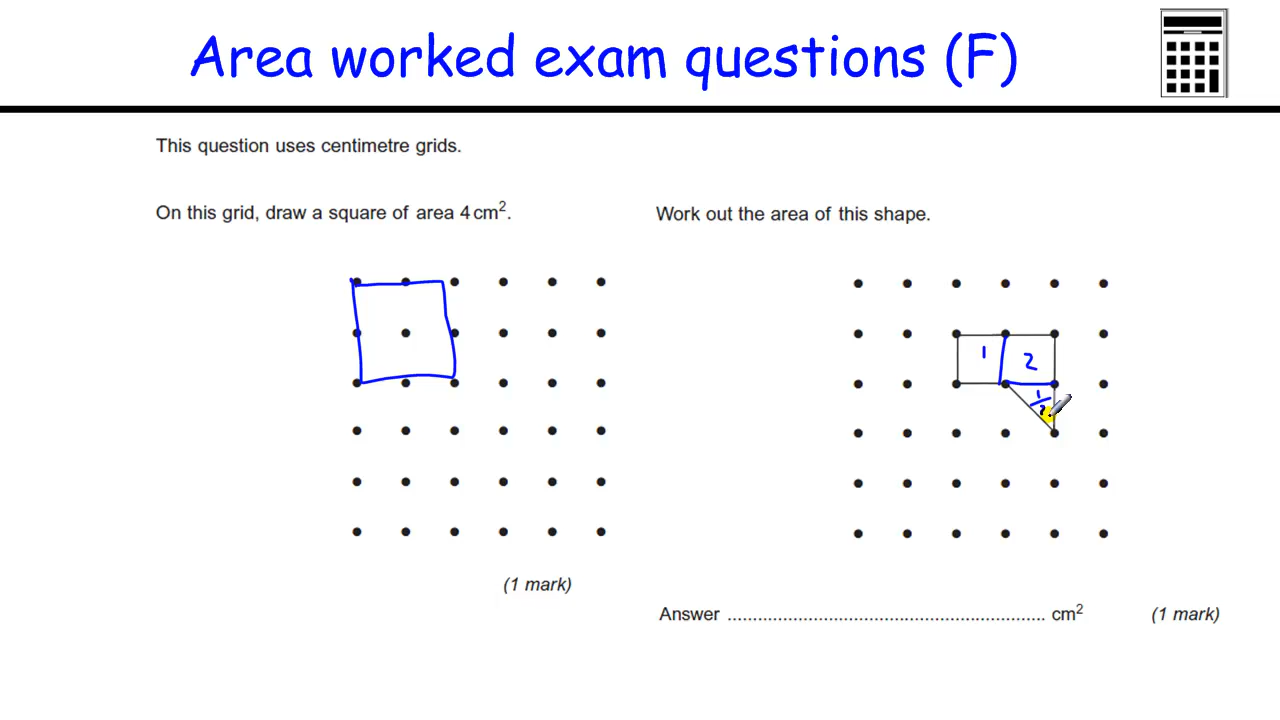 Area worked exam questions (F)
This question uses centimetre grids.
On this grid, draw a square of area 4 cm².
Work out the area of this shape.
1
2
1/2
(1 mark)
Answer ............................................................ cm²
(1 mark)